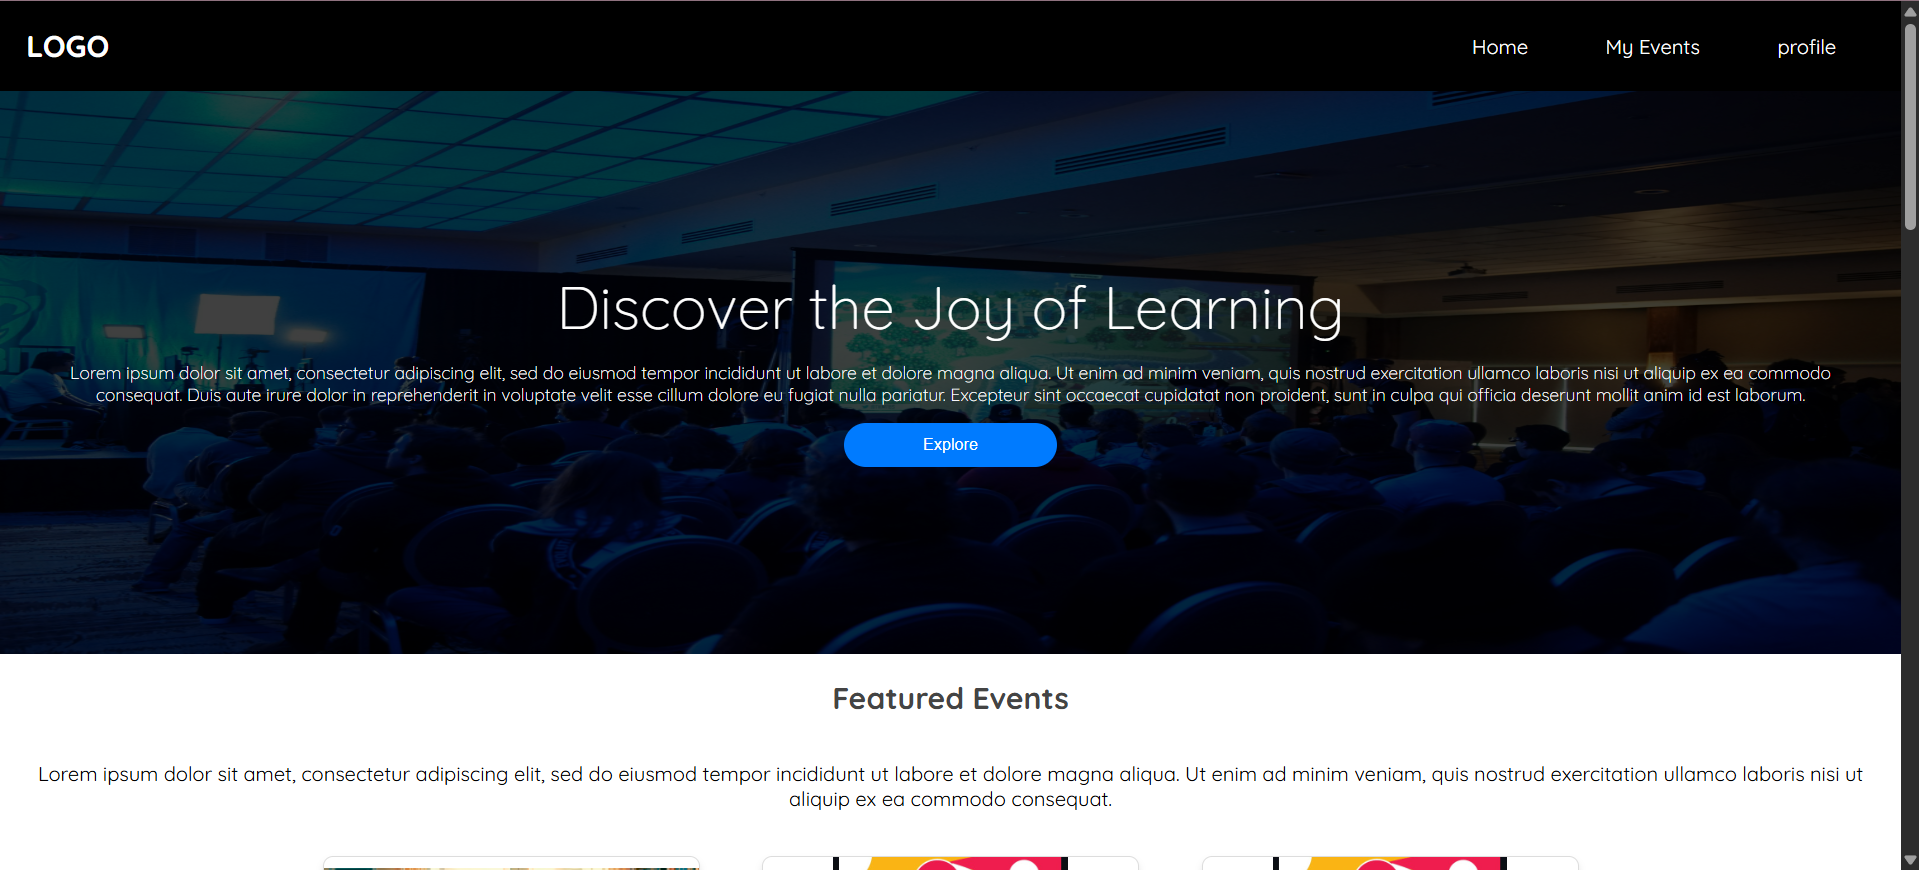 LOGO
Home
My Events
profile
Discover the Joy of Learning
Lorem ipsum dolor sit amet, consectetur adipiscing elit, sed do eiusmod tempor incididunt ut labore et dolore magna aliqua. Ut enim ad minim veniam, quis nostrud exercitation ullamco laboris nisi ut aliquip ex ea commodo
consequat. Duis aute irure dolor in reprehenderit in voluptate velit esse cillum dolore eu fugiat nulla pariatur. Excepteur sint occaecat cupidatat non proident, sunt in culpa qui officia deserunt mollit anim id est laborum.
Explore
Featured Events
Lorem ipsum dolor sit amet, consectetur adipiscing elit, sed do eiusmod tempor incididunt ut labore et dolore magna aliqua. Ut enim ad minim veniam, quis nostrud exercitation ullamco laboris nisi ut
aliquip ex ea commodo consequat.